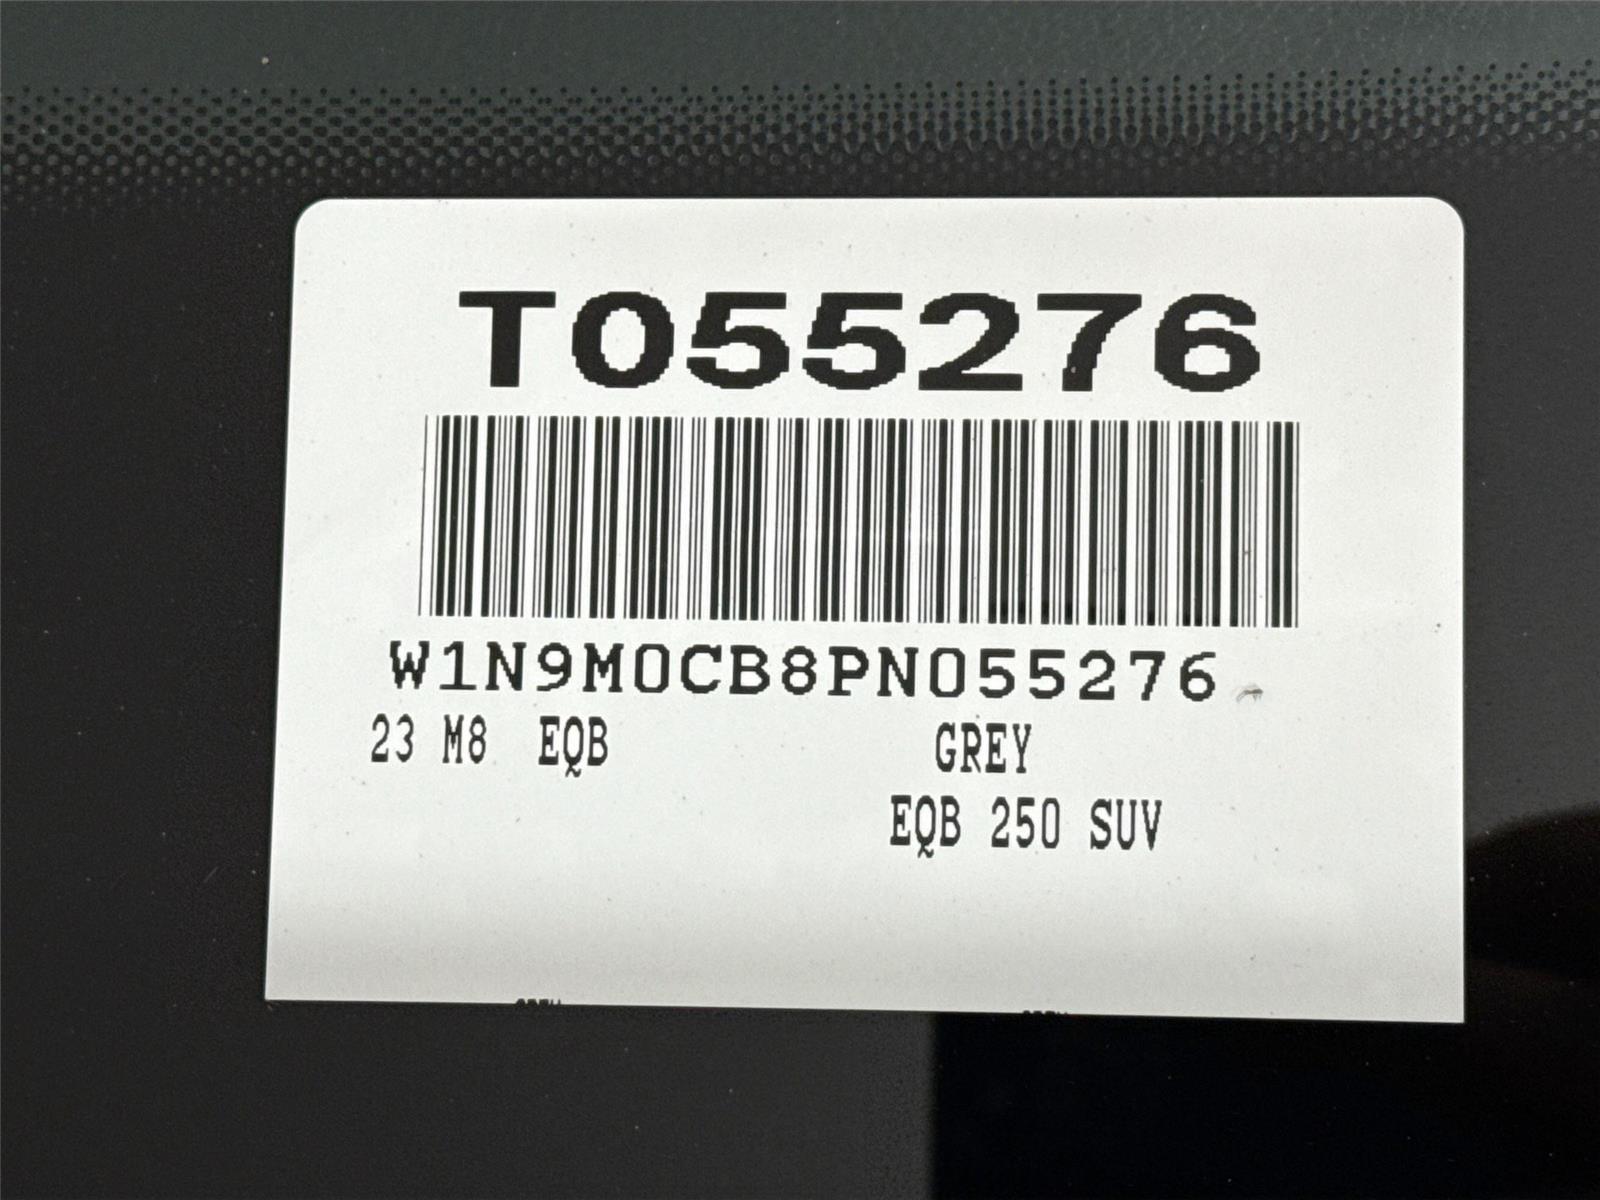 T055276
W1N9M0CB8PN055276
23 M8 EQB GREY
EQB 250 SUV